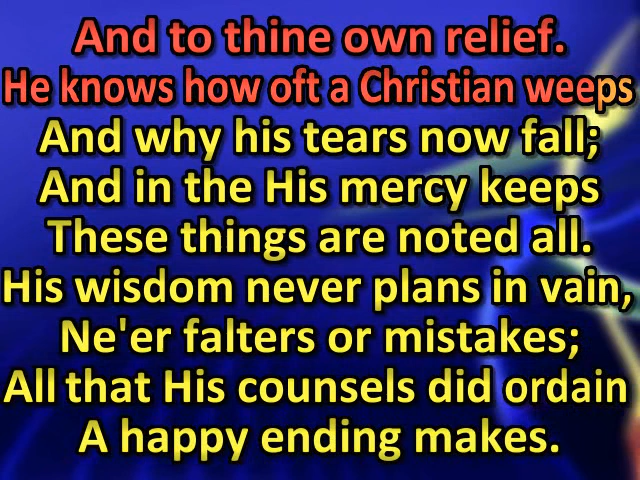 And to thine own relief.
He knows how oft a Christian weeps
And why his tears now fall;
And in the His mercy keeps
These things are noted all.
His wisdom never plans in vain,
Ne'er falters or mistakes;
All that His counsels did ordain
A happy ending makes.